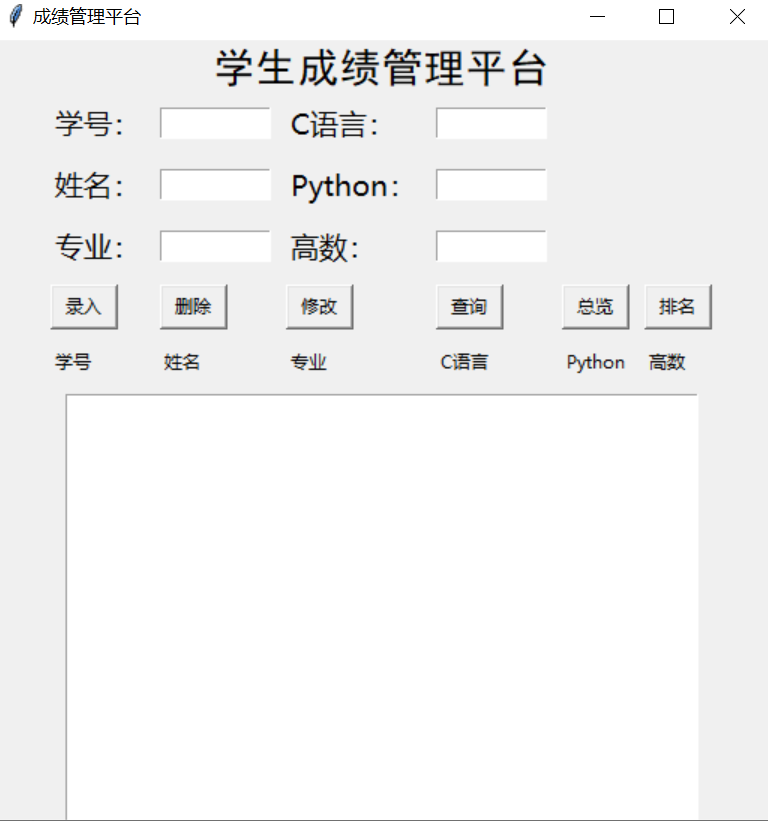 成绩管理平台
学生成绩管理平台
学号： C语言：
姓名： Python：
专业： 高数：
录入 删除 修改 查询 总览 排名
学号 姓名 专业 C语言 Python 高数